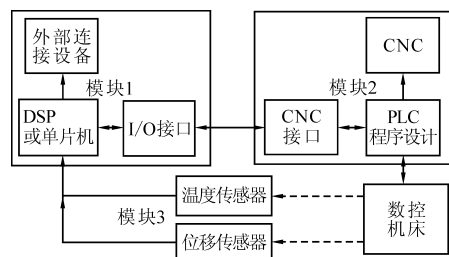 外部连
接设备
CNC
模块1
模块2
DSP
或单片机
I/O接口
CNC
接口
PLC
程序设计
温度传感器
模块3
位移传感器
数控
机床